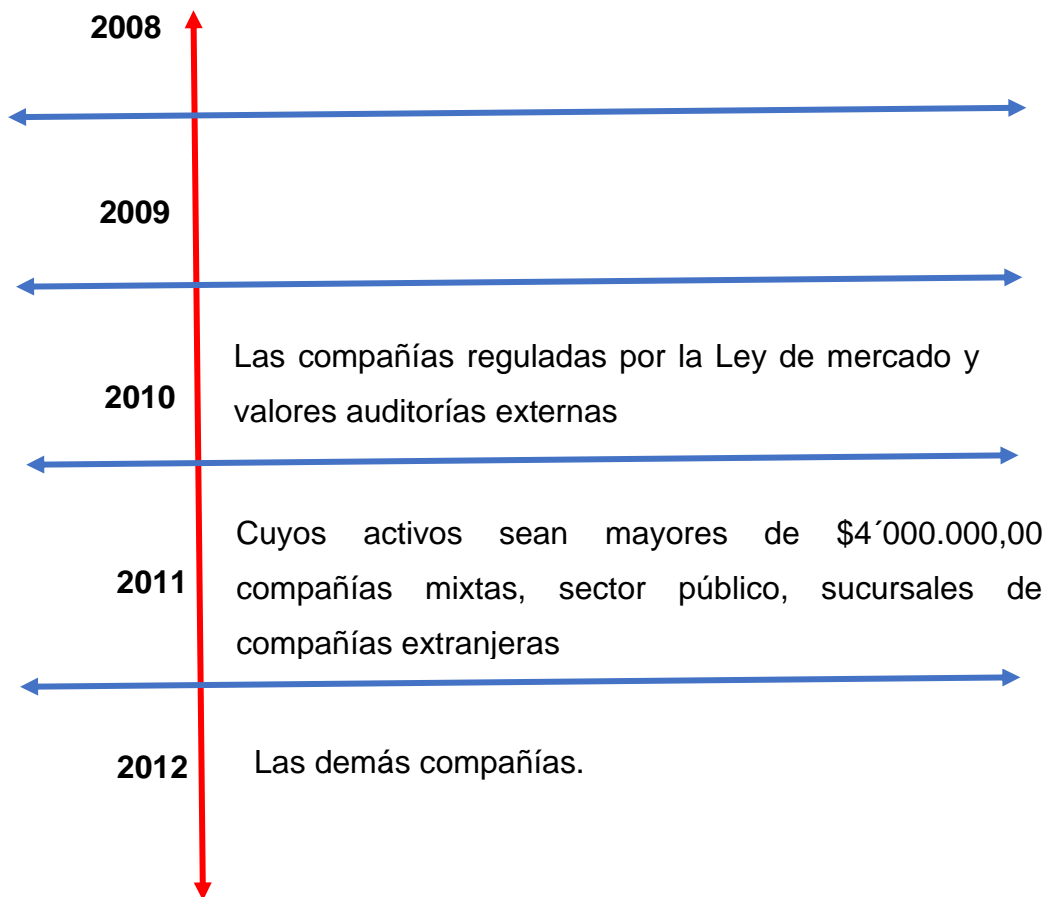 2008
2009
2010
Las compañías reguladas por la Ley de mercado y
valores auditorías externas
2011
Cuyos activos sean mayores de $4´000.000,00
compañías mixtas, sector público, sucursales de
compañías extranjeras
2012
Las demás compañías.